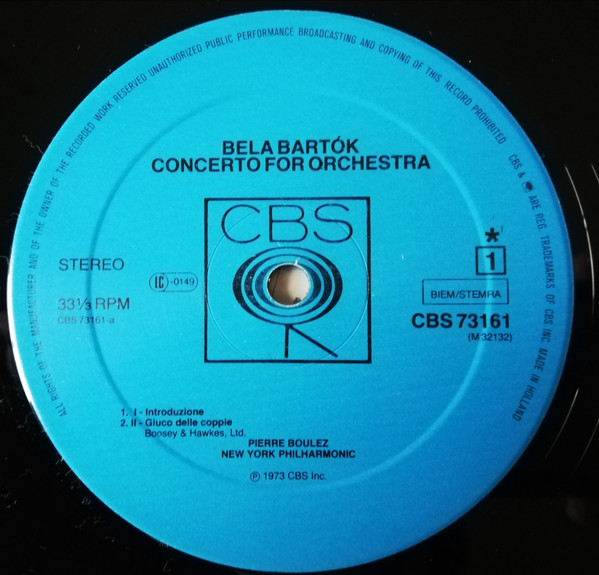 ALL RIGHTS OF THE MANUFACTURER AND OF THE OWNER OF THE RECORDED WORK RESERVED UNAUTHORIZED PUBLIC PERFORMANCE BROADCASTING AND COPYING OF THIS RECORD PROHIBITED CBS & ARE REG. TRADEMARKS OF CBS INC. MADE IN HOLLAND
BELA BARTÓK
CONCERTO FOR ORCHESTRA
CBS
STEREO
LC -0149
33⅓ RPM
CBS 73161-a
*
1
BIEM/STEMRA
CBS 73161
(M 32132)
1. I - Introduzione
2. II - Giuco delle coppie
Boosey & Hawkes, Ltd.
PIERRE BOULEZ
NEW YORK PHILHARMONIC
℗ 1973 CBS Inc.